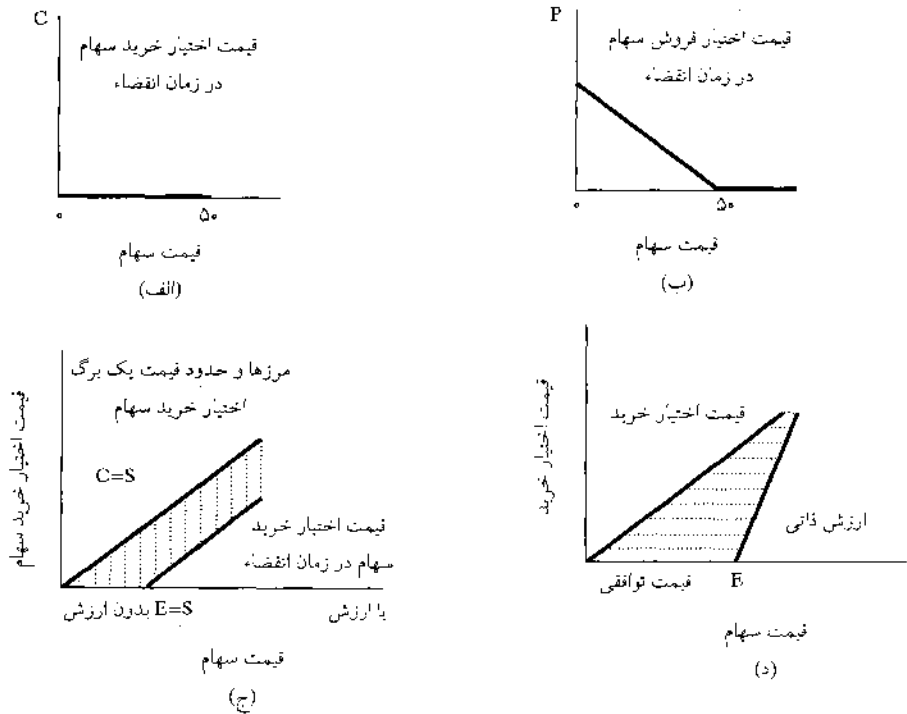 C
قیمت اختیار خرید سهام
در زمان انقضاء
۰
۵۰
قیمت سهام
(الف)
P
قیمت اختیار فروش سهام
در زمان انقضاء
۰
۵۰
قیمت سهام
(ب)
قیمت اختیار خرید سهام
مرزها و حدود قیمت یک برگ
اختیار خرید سهام
C=S
قیمت اختیار خرید
سهام در زمان انقضاء
بدون ارزش
E=S
با ارزش
قیمت سهام
(ج)
قیمت اختیار خرید
قیمت اختیار خرید
ارزش ذاتی
قیمت توافقی
E
قیمت سهام
(د)